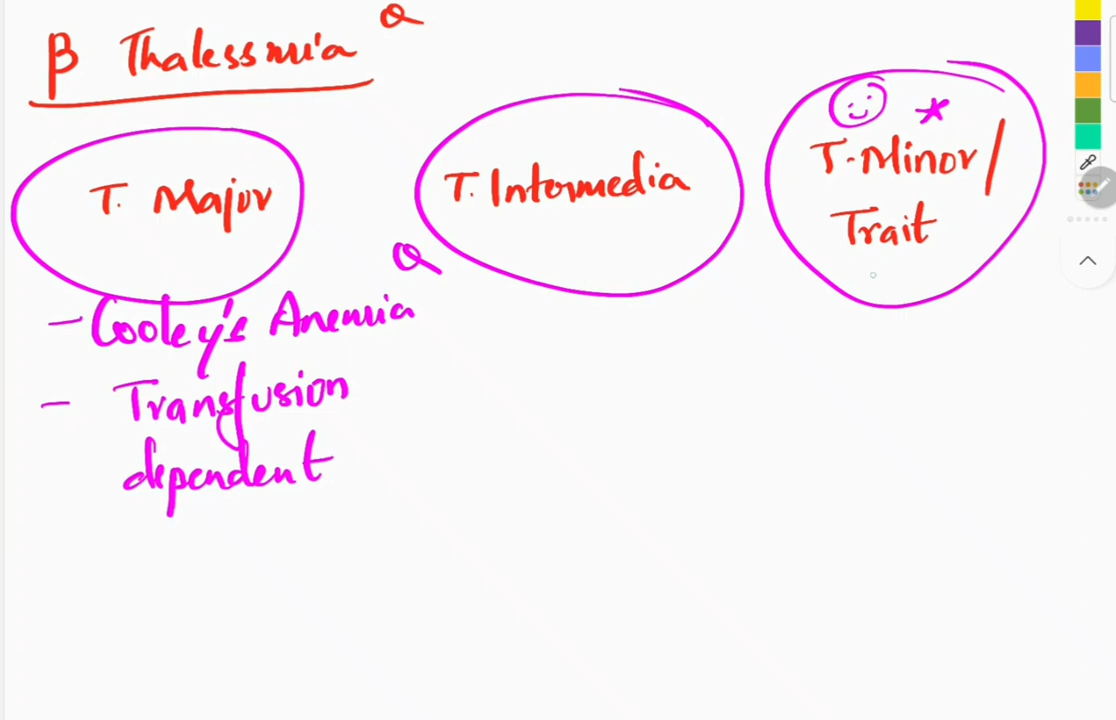 β Thalessmia Q
T. Major
T. Intermedia
T. Minor /
Trait
Q
- Cooley's Anemia
- Transfusion
dependent